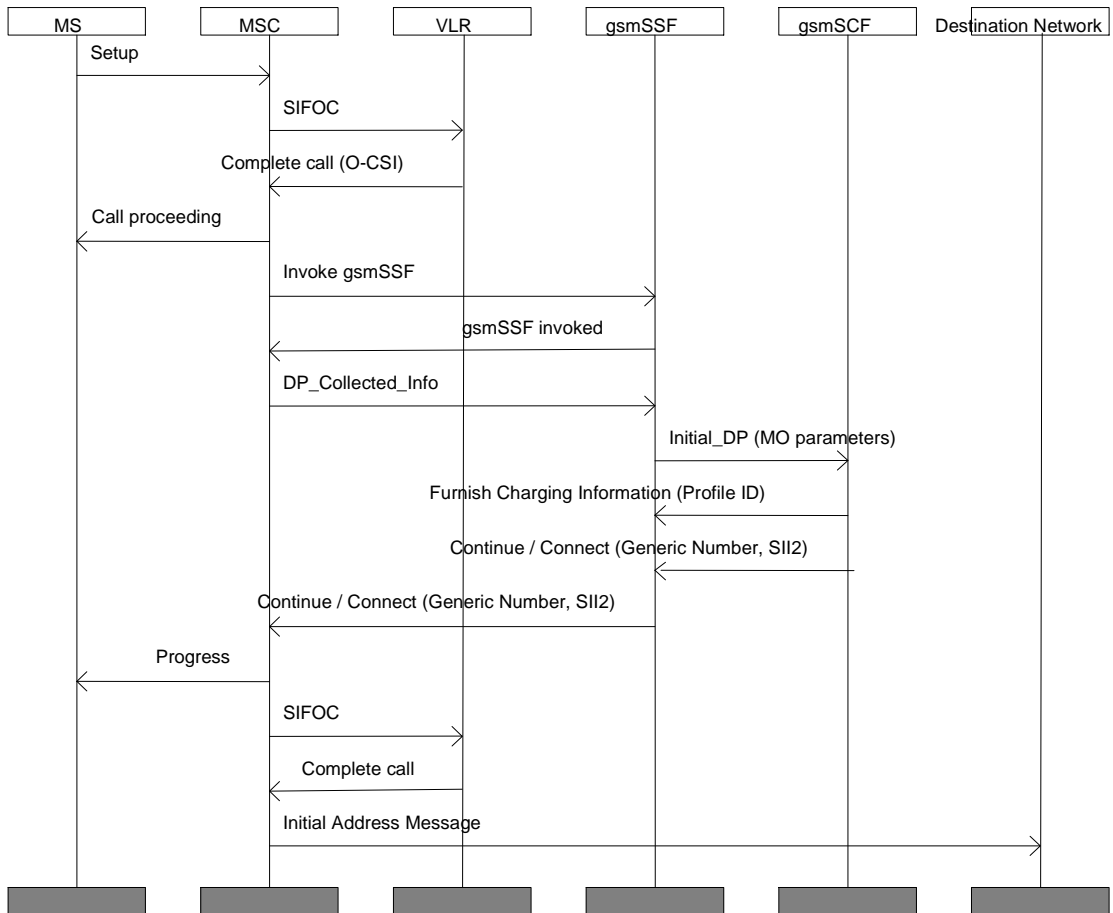 MS
MSC
VLR
gsmSSF
gsmSCF
Destination Network
Setup
SIFOC
Complete call (O-CSI)
Call proceeding
Invoke gsmSSF
gsmSSF invoked
DP_Collected_Info
Initial_DP (MO parameters)
Furnish Charging Information (Profile ID)
Continue / Connect (Generic Number, SII2)
Continue / Connect (Generic Number, SII2)
Progress
SIFOC
Complete call
Initial Address Message